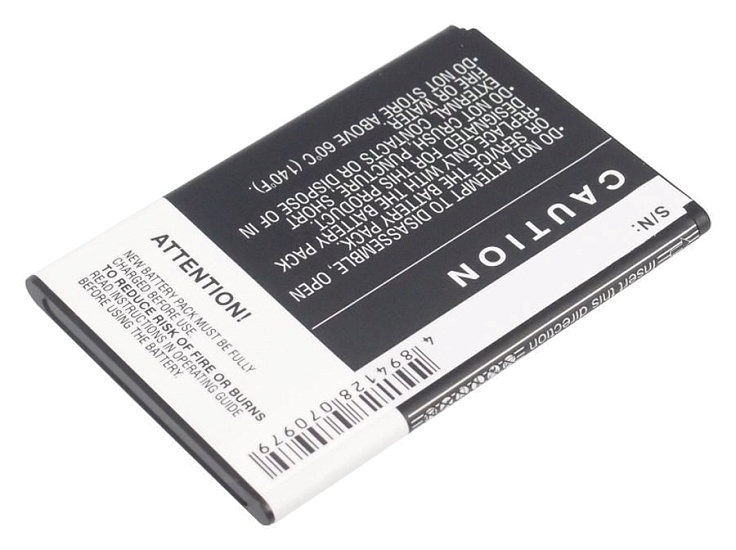 CAUTION
•DO NOT ATTEMPT TO DISASSEMBLE, OPEN
OR SERVICE THE BATTERY PACK
•REPLACE ONLY WITH THE BATTERY PACK
DESIGNATED FOR THIS PRODUCT
•DO NOT CRUSH, PUNCTURE, SHORT
EXTERNAL CONTACTS OR DISPOSE OF IN
FIRE OR WATER.
•DO NOT STORE ABOVE 60°C (140°F).
S/N:
Insert this direction
4894128070979
ATTENTION!
NEW BATTERY PACK MUST BE FULLY
CHARGED BEFORE USE.
TO REDUCE RISK OF FIRE OR BURNS
READ INSTRUCTIONS IN OPERATING GUIDE
BEFORE USING THE BATTERY.